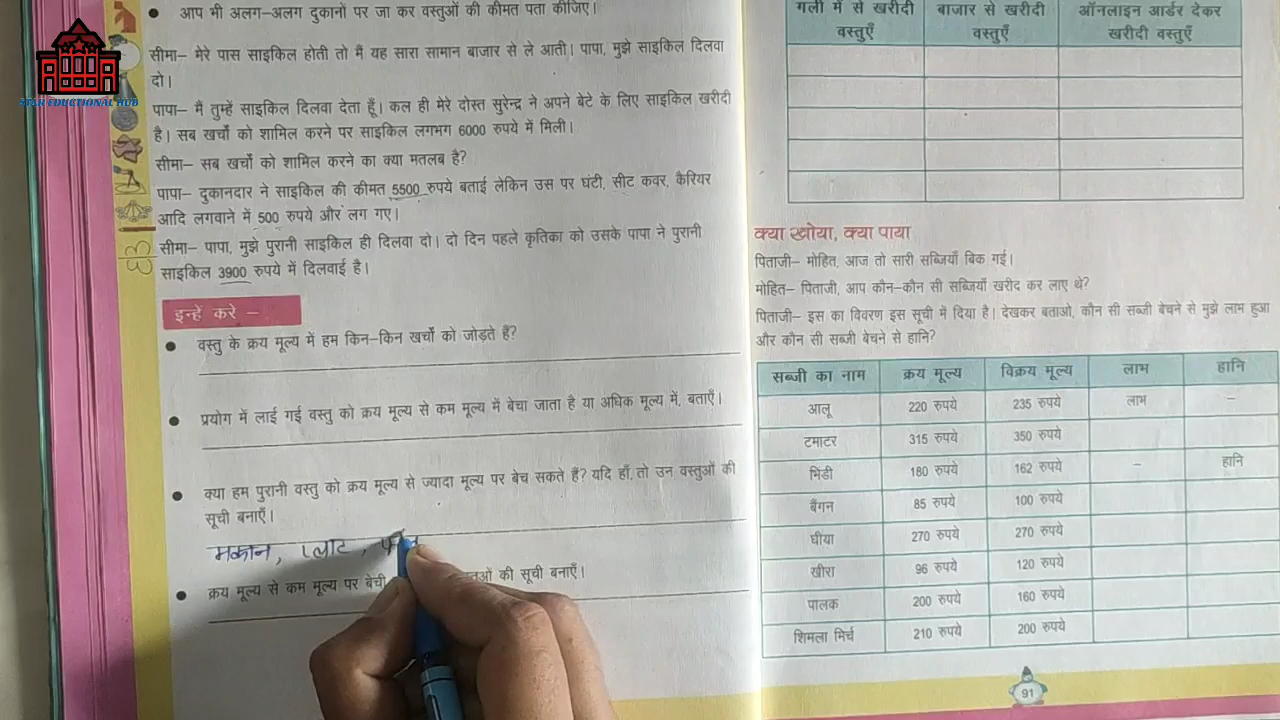 STAR EDUCTIONAL HUB
आप भी अलग–अलग दुकानों पर जा कर वस्तुओं की कीमत पता कीजिए।
सीमा– मेरे पास साइकिल होती तो मैं यह सारा सामान बाजार से ले आती। पापा, मुझे साइकिल दिलवा
दो।
पापा– मैं तुम्हें साइकिल दिलवा देता हूँ। कल ही मेरे दोस्त सुरेन्द्र ने अपने बेटे के लिए साइकिल खरीदी
है। सब खर्चों को शामिल करने पर साइकिल लगभग 6000 रुपये में मिली।
सीमा– सब खर्चों को शामिल करने का क्या मतलब है?
पापा– दुकानदार ने साइकिल की कीमत 5500 रुपये बताई लेकिन उस पर घंटी, सीट कवर, कैरियर
आदि लगवाने में 500 रुपये और लग गए।
सीमा– पापा, मुझे पुरानी साइकिल ही दिलवा दो। दो दिन पहले कृतिका को उसके पापा ने पुरानी
साइकिल 3900 रुपये में दिलवाई है।
इन्हें करे –
वस्तु के क्रय मूल्य में हम किन–किन खर्चों को जोड़ते हैं?
प्रयोग में लाई गई वस्तु को क्रय मूल्य से कम मूल्य में बेचा जाता है या अधिक मूल्य में, बताएँ।
क्या हम पुरानी वस्तु को क्रय मूल्य से ज्यादा मूल्य पर बेच सकते हैं? यदि हाँ, तो उन वस्तुओं की
सूची बनाएँ।
मकान, प्लाट,
क्रय मूल्य से कम मूल्य पर बेची की सूची बनाएँ।
गली में से खरीदी वस्तुएँ बाजार से खरीदी वस्तुएँ ऑनलाइन आर्डर देकर खरीदी वस्तुएँ
क्या खोया, क्या पाया
पिताजी– मोहित, आज तो सारी सब्जियाँ बिक गई।
मोहित– पिताजी, आप कौन–कौन सी सब्जियाँ खरीद कर लाए थे?
पिताजी– इस का विवरण इस सूची में दिया है। देखकर बताओ, कौन सी सब्जी बेचने से मुझे लाभ हुआ
और कौन सी सब्जी बेचने से हानि?
सब्जी का नाम क्रय मूल्य विक्रय मूल्य लाभ हानि
आलू 220 रुपये 235 रुपये लाभ –
टमाटर 315 रुपये 350 रुपये
भिंडी 180 रुपये 162 रुपये – हानि
बैंगन 85 रुपये 100 रुपये
घीया 270 रुपये 270 रुपये
खीरा 96 रुपये 120 रुपये
पालक 200 रुपये 160 रुपये
शिमला मिर्च 210 रुपये 200 रुपये
91